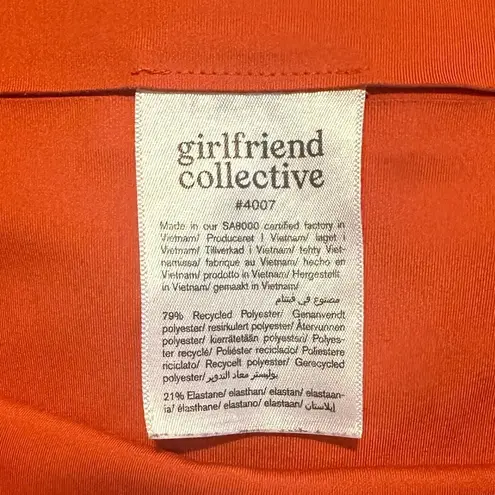 girlfriend
collective
#4007
Made in our SA8000 certified factory in
Vietnam/ Produceret i Vietnam/ laget i
Vietnam/ Tillverkad i Vietnam/ tehty Viet-
namissa/ fabriqué au Vietnam/ hecho en
Vietnam/ prodotto in Vietnam/ Hergestellt
in Vietnam/ gemaakt in Vietnam/
مصنوع في فيتنام
79% Recycled Polyester/ Genanvendt
polyester/ resirkulert polyester/ Återvunnen
polyester/ kierrätetään polyesteri/ Polyes-
ter recyclé/ Poliéster reciclado/ Poliestere
riciclato/ Recycelt polyester/ Gerecycled
polyester/ بوليستر معاد التدوير
21% Elastane/ elasthan/ elastan/ elastaan-
ia/ élasthane/ elastano/ elastaan/ إيلاستان